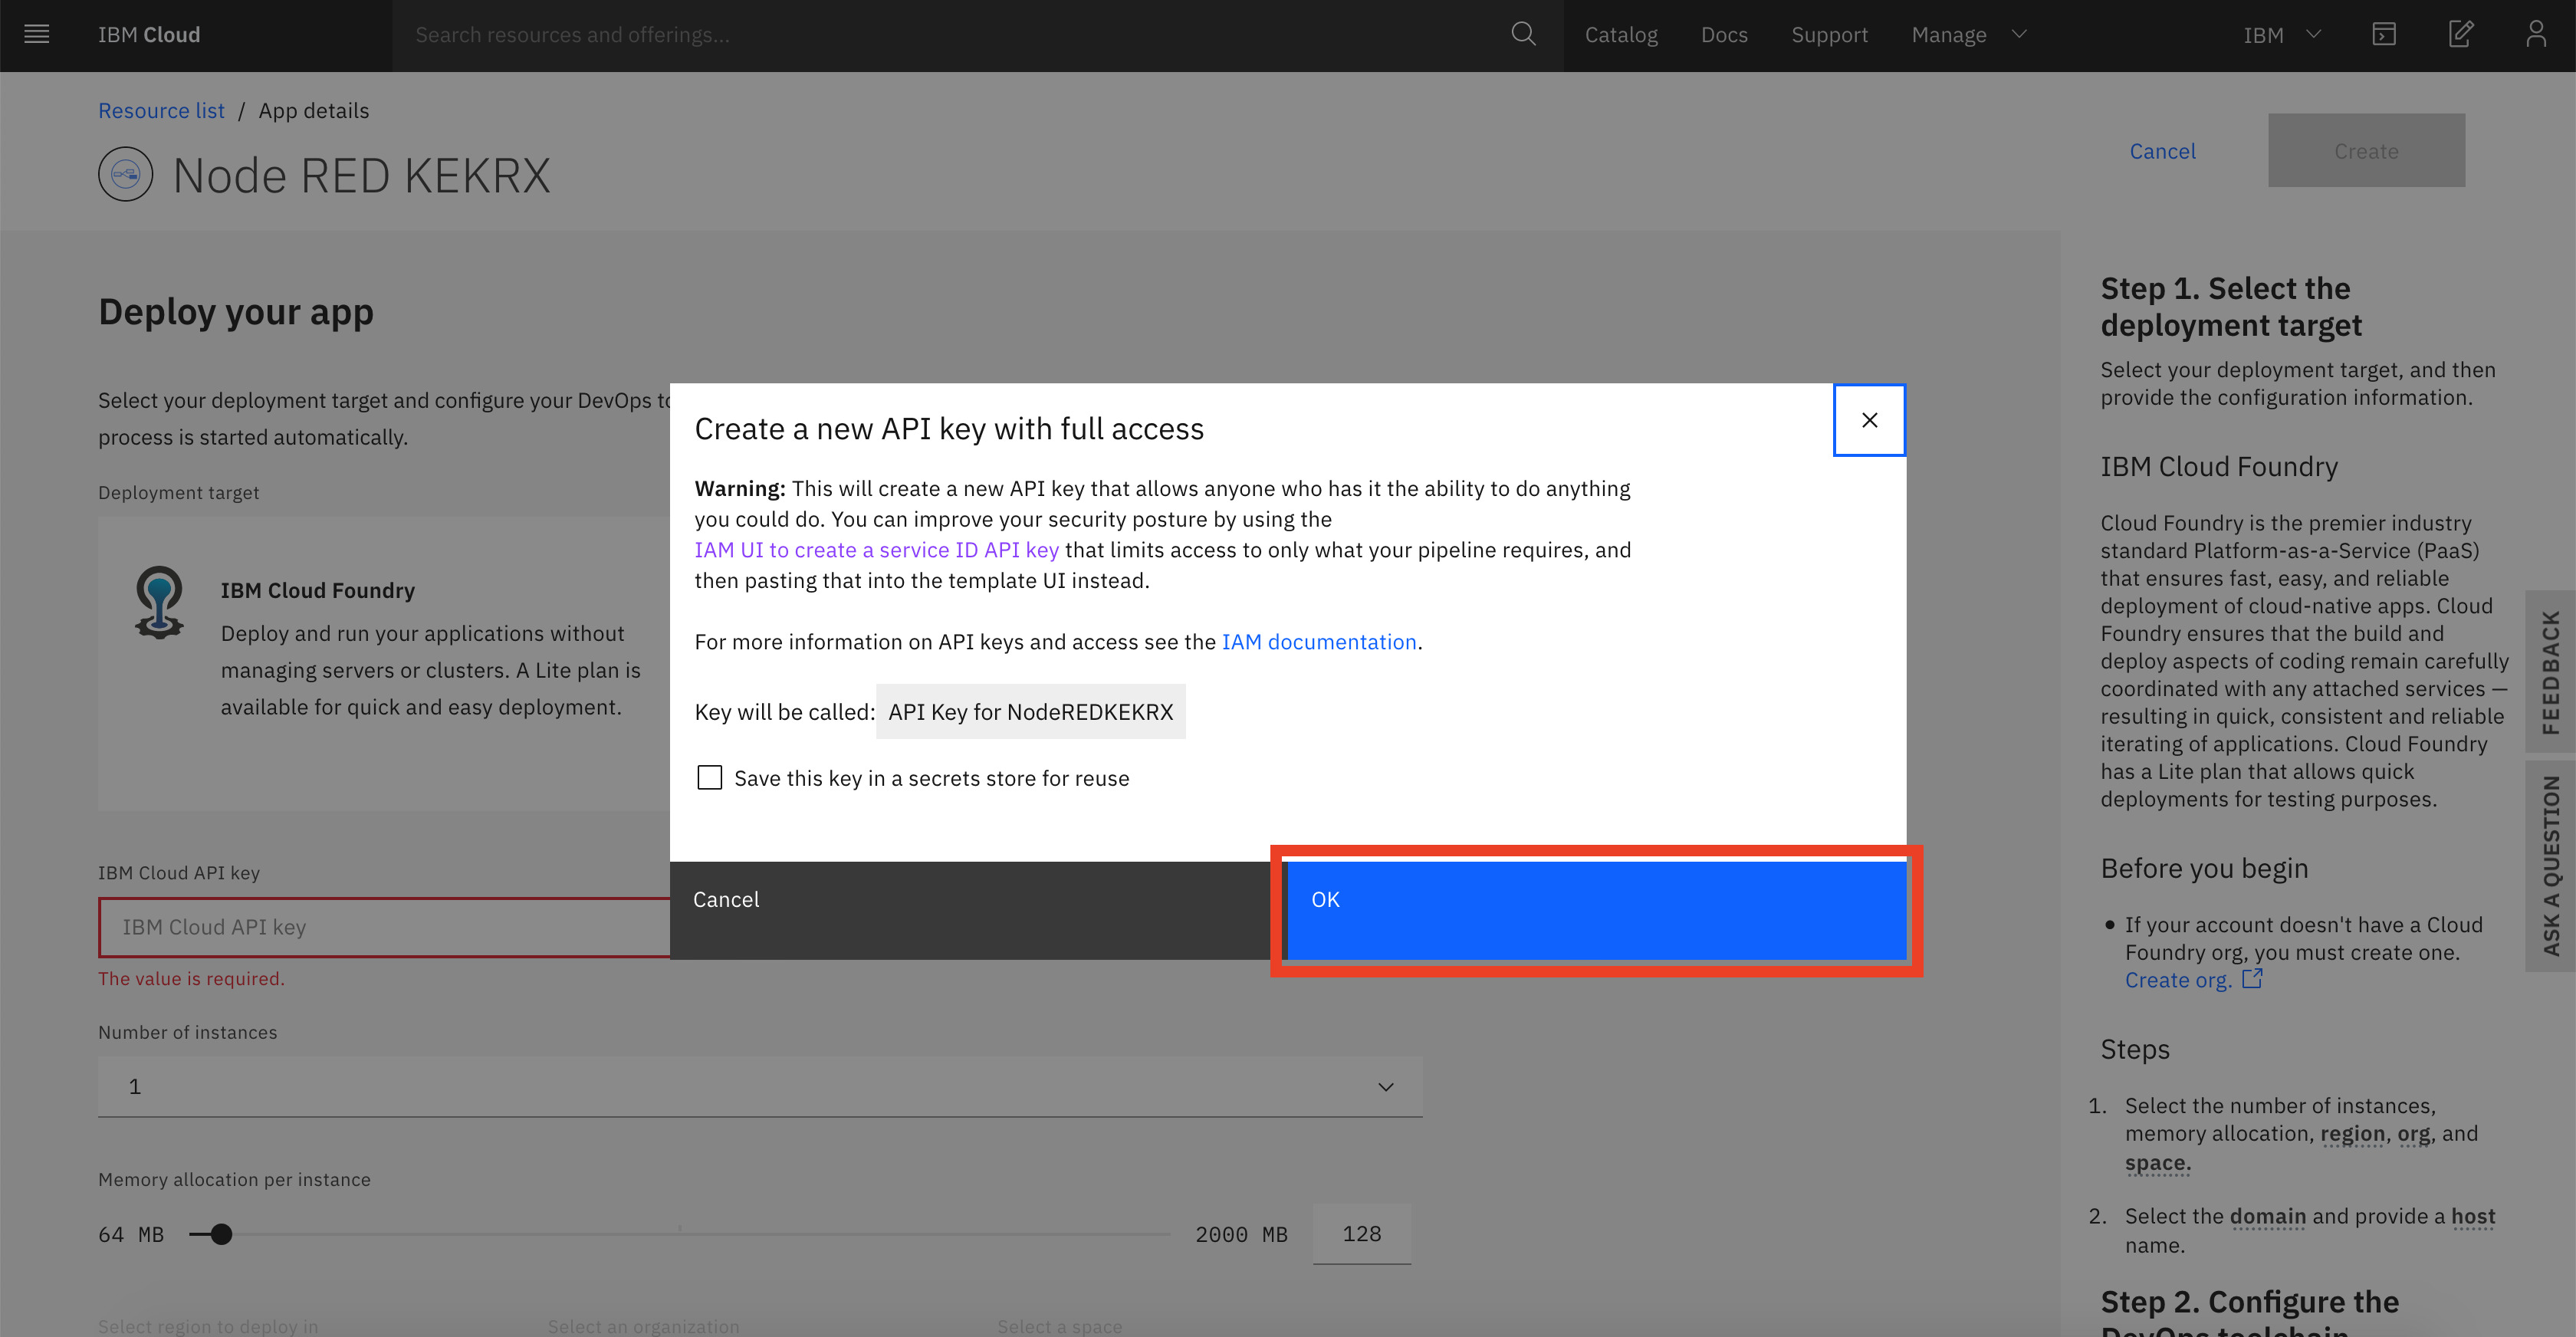 IBM Cloud
Search resources and offerings...
Catalog
Docs
Support
Manage
IBM
Resource list / App details
Node RED KEKRX
Cancel
Create
Deploy your app
Select your deployment target and configure your DevOps
process is started automatically.
Deployment target
IBM Cloud Foundry
Deploy and run your applications without
managing servers or clusters. A Lite plan is
available for quick and easy deployment.
IBM Cloud API key
IBM Cloud API key
The value is required.
Number of instances
1
Memory allocation per instance
64 MB
2000 MB
128
Select region to deploy in
Select an organization
Select a space
Create a new API key with full access
Warning: This will create a new API key that allows anyone who has it the ability to do anything
you could do. You can improve your security posture by using the
IAM UI to create a service ID API key that limits access to only what your pipeline requires, and
then pasting that into the template UI instead.
For more information on API keys and access see the IAM documentation.
Key will be called: API Key for NodeREDKEKRX
Save this key in a secrets store for reuse
Cancel
OK
Step 1. Select the
deployment target
Select your deployment target, and then
provide the configuration information.
IBM Cloud Foundry
Cloud Foundry is the premier industry
standard Platform-as-a-Service (PaaS)
that ensures fast, easy, and reliable
deployment of cloud-native apps. Cloud
Foundry ensures that the build and
deploy aspects of coding remain carefully
coordinated with any attached services —
resulting in quick, consistent and reliable
iterating of applications. Cloud Foundry
has a Lite plan that allows quick
deployments for testing purposes.
Before you begin
• If your account doesn't have a Cloud
Foundry org, you must create one.
Create org.
Steps
1. Select the number of instances,
memory allocation, region, org, and
space.
2. Select the domain and provide a host
name.
Step 2. Configure the
DevOps toolchain
FEEDBACK
ASK A QUESTION